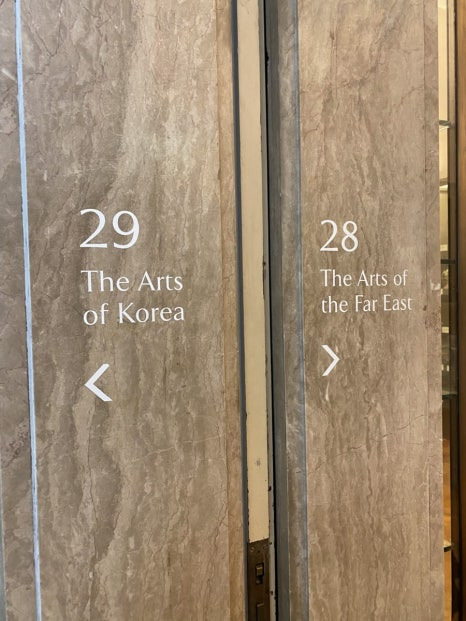 29
The Arts
of Korea
28
The Arts of
the Far East